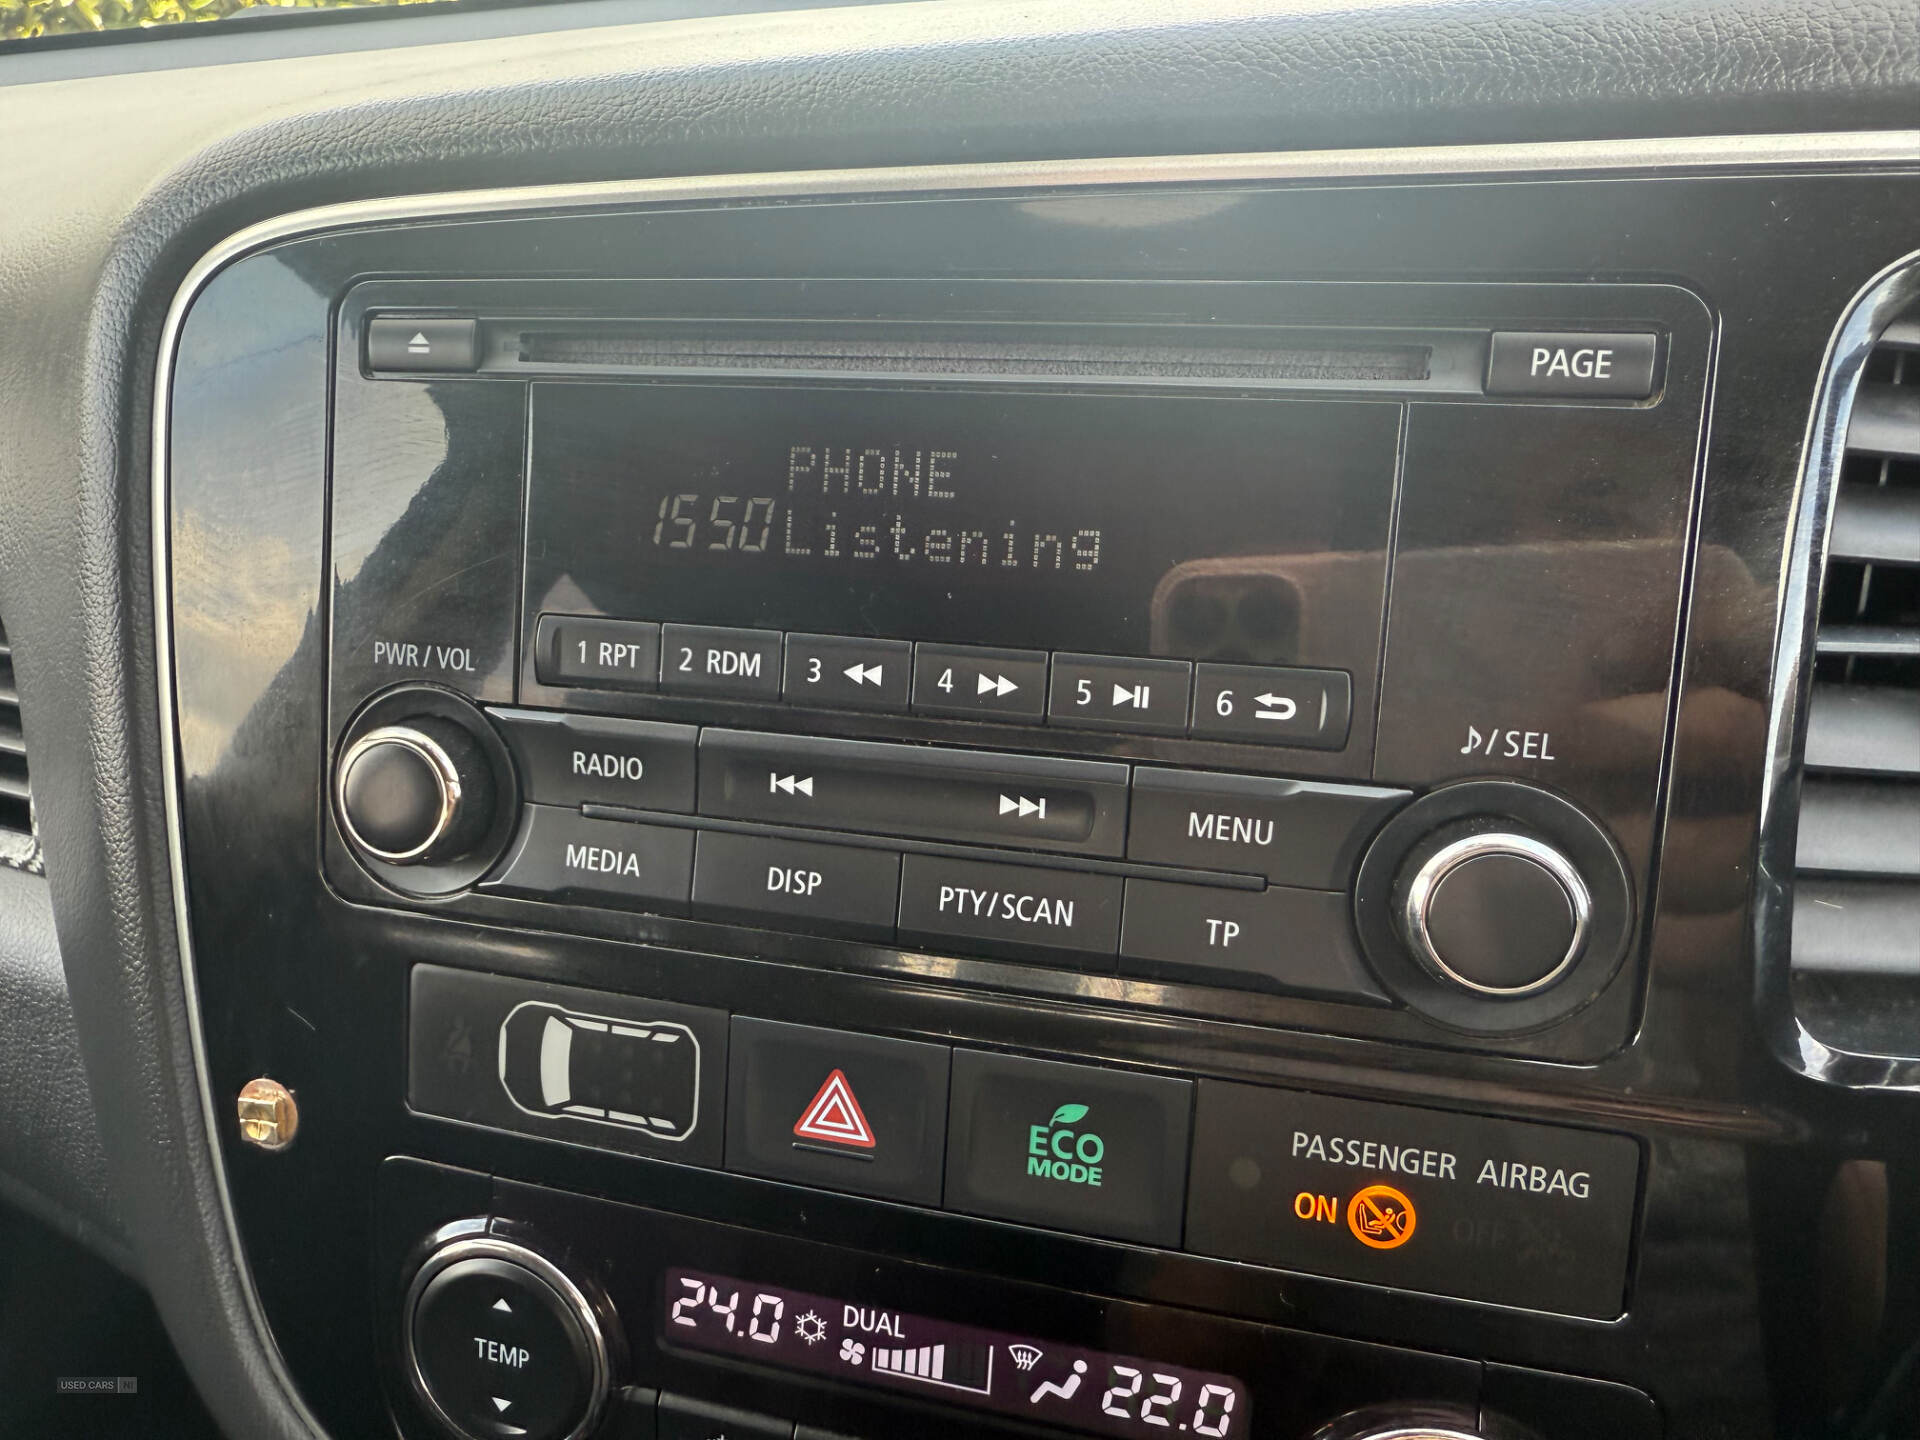 PAGE
PHONE
1550 Listening
PWR / VOL
1 RPT
2 RDM
3
4
5
6
RADIO
♪/ SEL
MENU
MEDIA
DISP
PTY/SCAN
TP
ECO
MODE
PASSENGER AIRBAG
ON OFF
24.0 DUAL 22.0
TEMP
USED CARS NI